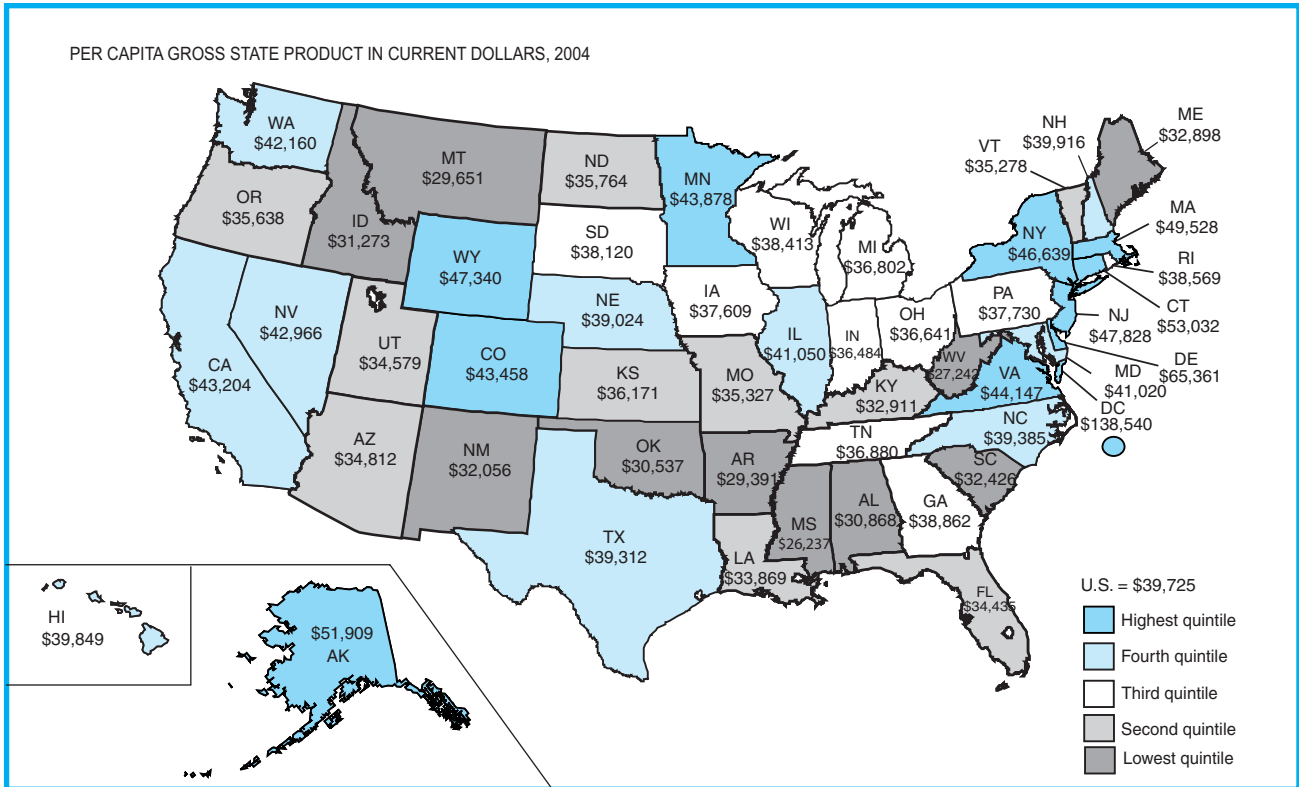 PER CAPITA GROSS STATE PRODUCT IN CURRENT DOLLARS, 2004
WA
$42,160
OR
$35,638
CA
$43,204
NV
$42,966
ID
$31,273
MT
$29,651
WY
$47,340
UT
$34,579
AZ
$34,812
CO
$43,458
NM
$32,056
ND
$35,764
SD
$38,120
NE
$39,024
KS
$36,171
OK
$30,537
TX
$39,312
MN
$43,878
IA
$37,609
MO
$35,327
AR
$29,391
LA
$33,869
WI
$38,413
IL
$41,050
MI
$36,802
IN
$36,484
OH
$36,641
KY
$32,911
TN
$36,880
MS
$26,237
AL
$30,868
GA
$38,862
FL
$34,435
SC
$32,426
NC
$39,385
VA
$44,147
WV
$27,242
PA
$37,730
NY
$46,639
VT
$35,278
NH
$39,916
ME
$32,898
MA
$49,528
RI
$38,569
CT
$53,032
NJ
$47,828
DE
$65,361
MD
$41,020
DC
$138,540
HI
$39,849
$51,909
AK
U.S. = $39,725
Highest quintile
Fourth quintile
Third quintile
Second quintile
Lowest quintile